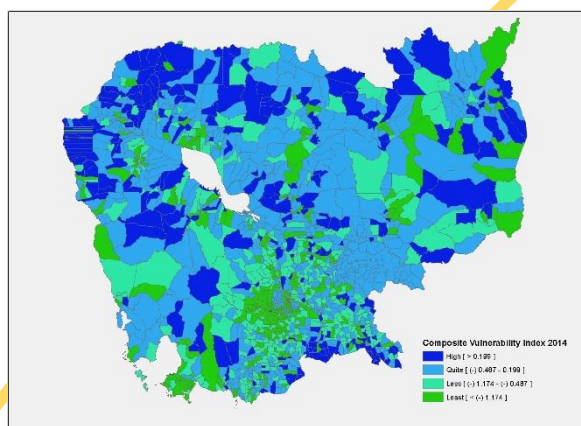 Composite Vulnerability Index 2014
High [ > 0.199 ]
Quite [ (-) 0.487 - 0.199 ]
Less [ (-) 1.174 - (-) 0.487 ]
Least [ < (-) 1.174 ]